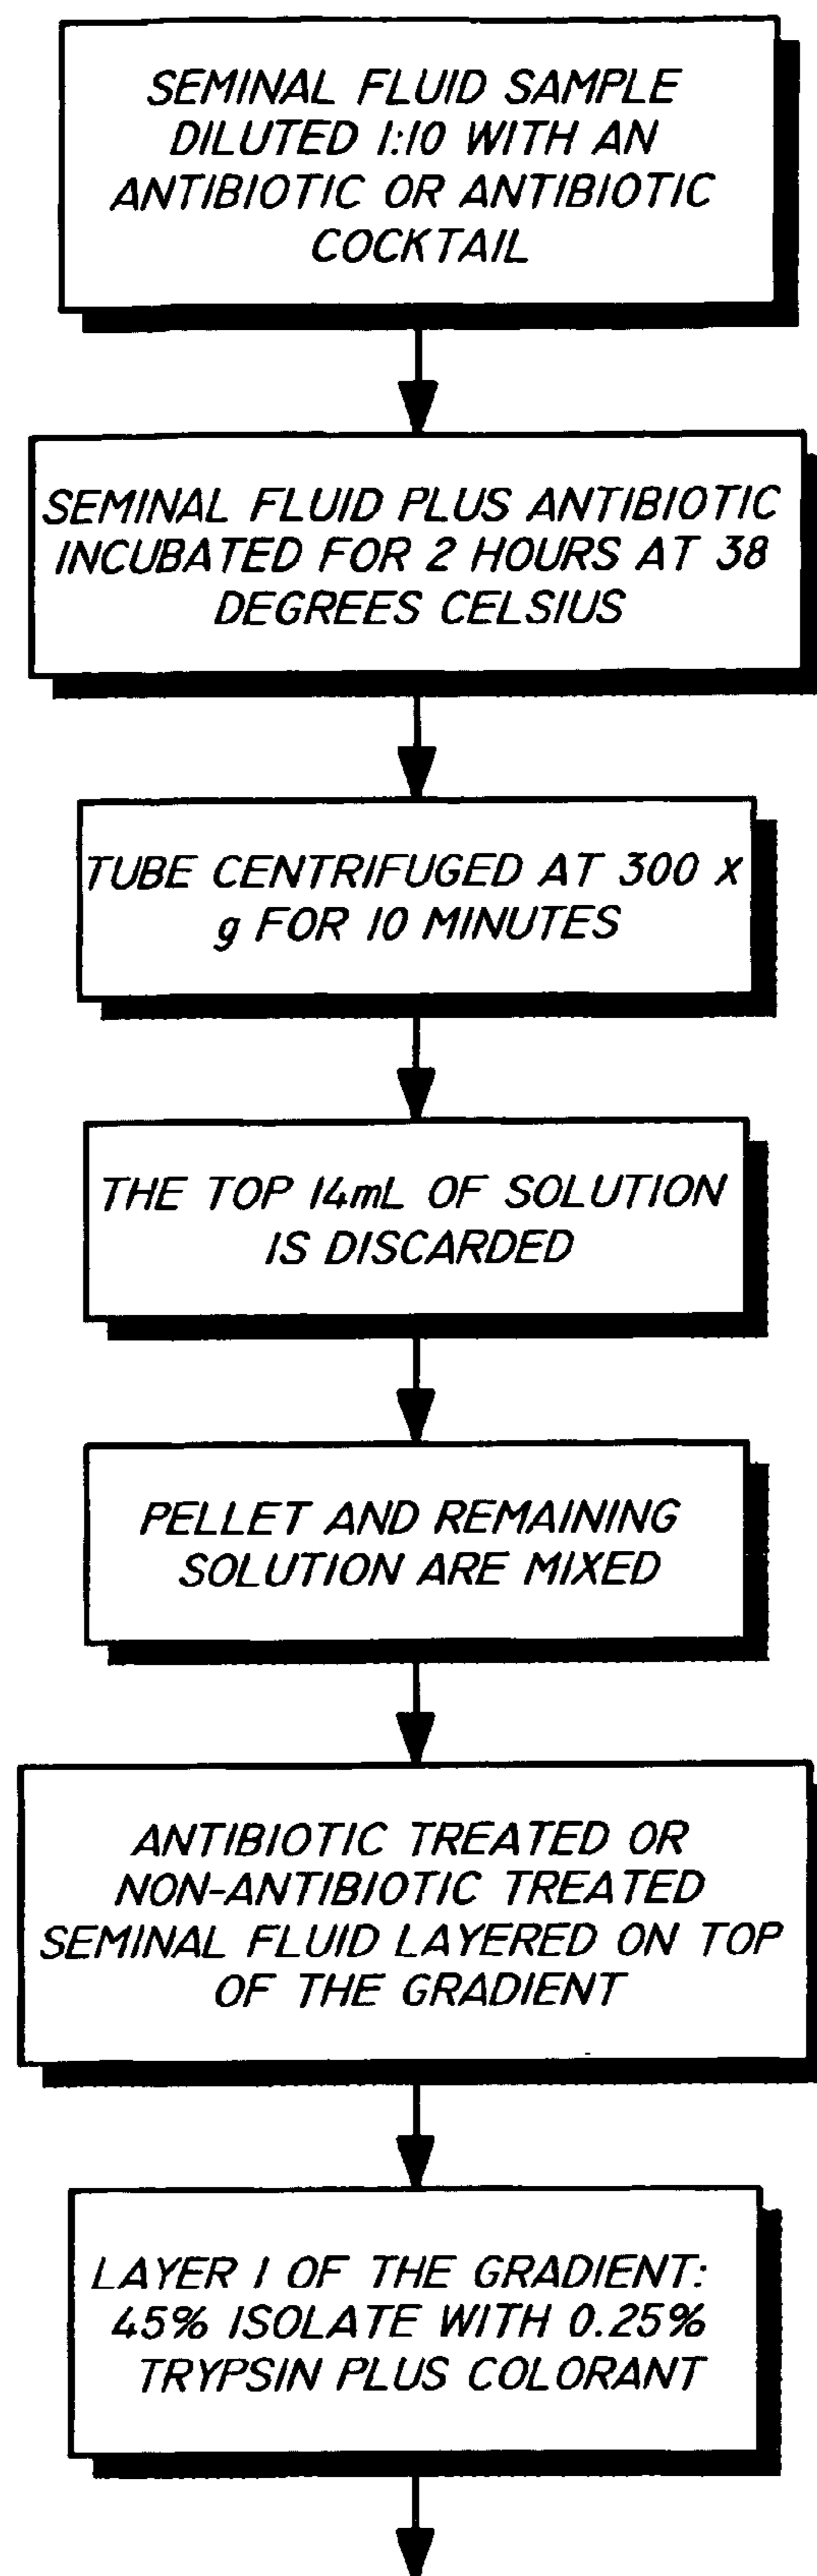 SEMINAL FLUID SAMPLE
DILUTED 1:10 WITH AN
ANTIBIOTIC OR ANTIBIOTIC
COCKTAIL
SEMINAL FLUID PLUS ANTIBIOTIC
INCUBATED FOR 2 HOURS AT 38
DEGREES CELSIUS
TUBE CENTRIFUGED AT 300 X
g FOR 10 MINUTES
THE TOP 14mL OF SOLUTION
IS DISCARDED
PELLET AND REMAINING
SOLUTION ARE MIXED
ANTIBIOTIC TREATED OR
NON-ANTIBIOTIC TREATED
SEMINAL FLUID LAYERED ON TOP
OF THE GRADIENT
LAYER 1 OF THE GRADIENT:
45% ISOLATE WITH 0.25%
TRYPSIN PLUS COLORANT